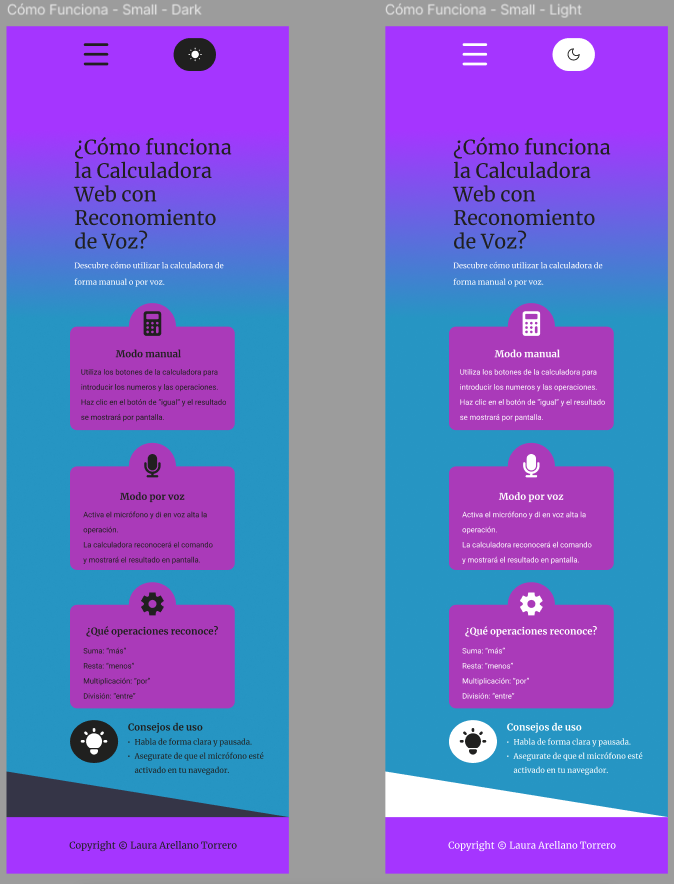 Cómo Funciona - Small - Dark
¿Cómo funciona
la Calculadora
Web con
Reconomiento
de Voz?
Descubre cómo utilizar la calculadora de
forma manual o por voz.
Modo manual
Utiliza los botones de la calculadora para
introducir los numeros y las operaciones.
Haz clic en el botón de "igual" y el resultado
se mostrará por pantalla.
Modo por voz
Activa el micrófono y di en voz alta la
operación.
La calculadora reconocerá el comando
y mostrará el resultado en pantalla.
¿Qué operaciones reconoce?
Suma: "más"
Resta: "menos"
Multiplicación: "por"
División: "entre"
Consejos de uso
• Habla de forma clara y pausada.
• Asegurate de que el micrófono esté
activado en tu navegador.
Copyright © Laura Arellano Torrero
Cómo Funciona - Small - Light
¿Cómo funciona
la Calculadora
Web con
Reconomiento
de Voz?
Descubre cómo utilizar la calculadora de
forma manual o por voz.
Modo manual
Utiliza los botones de la calculadora para
introducir los numeros y las operaciones.
Haz clic en el botón de "igual" y el resultado
se mostrará por pantalla.
Modo por voz
Activa el micrófono y di en voz alta la
operación.
La calculadora reconocerá el comando
y mostrará el resultado en pantalla.
¿Qué operaciones reconoce?
Suma: "más"
Resta: "menos"
Multiplicación: "por"
División: "entre"
Consejos de uso
• Habla de forma clara y pausada.
• Asegurate de que el micrófono esté
activado en tu navegador.
Copyright © Laura Arellano Torrero